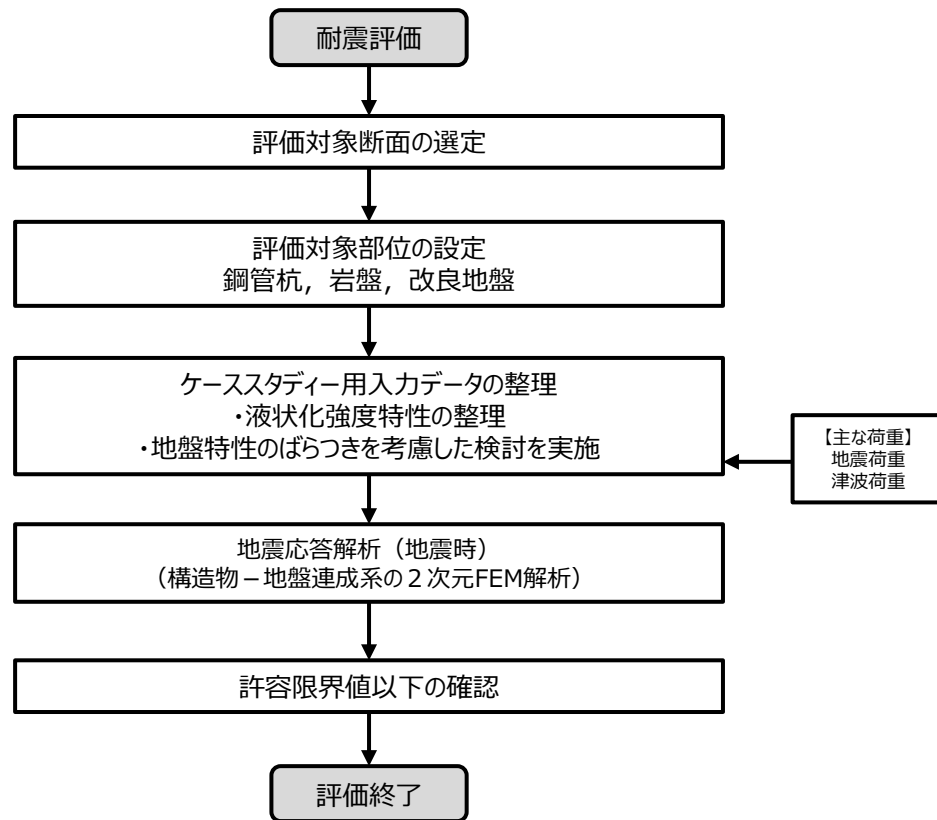 耐震評価
評価対象断面の選定
評価対象部位の設定
鋼管杭，岩盤，改良地盤
ケーススタディー用入力データの整理
・液状化強度特性の整理
・地盤特性のばらつきを考慮した検討を実施
【主な荷重】
地震荷重
津波荷重
地震応答解析（地震時）
（構造物－地盤連成系の２次元FEM解析）
許容限界値以下の確認
評価終了